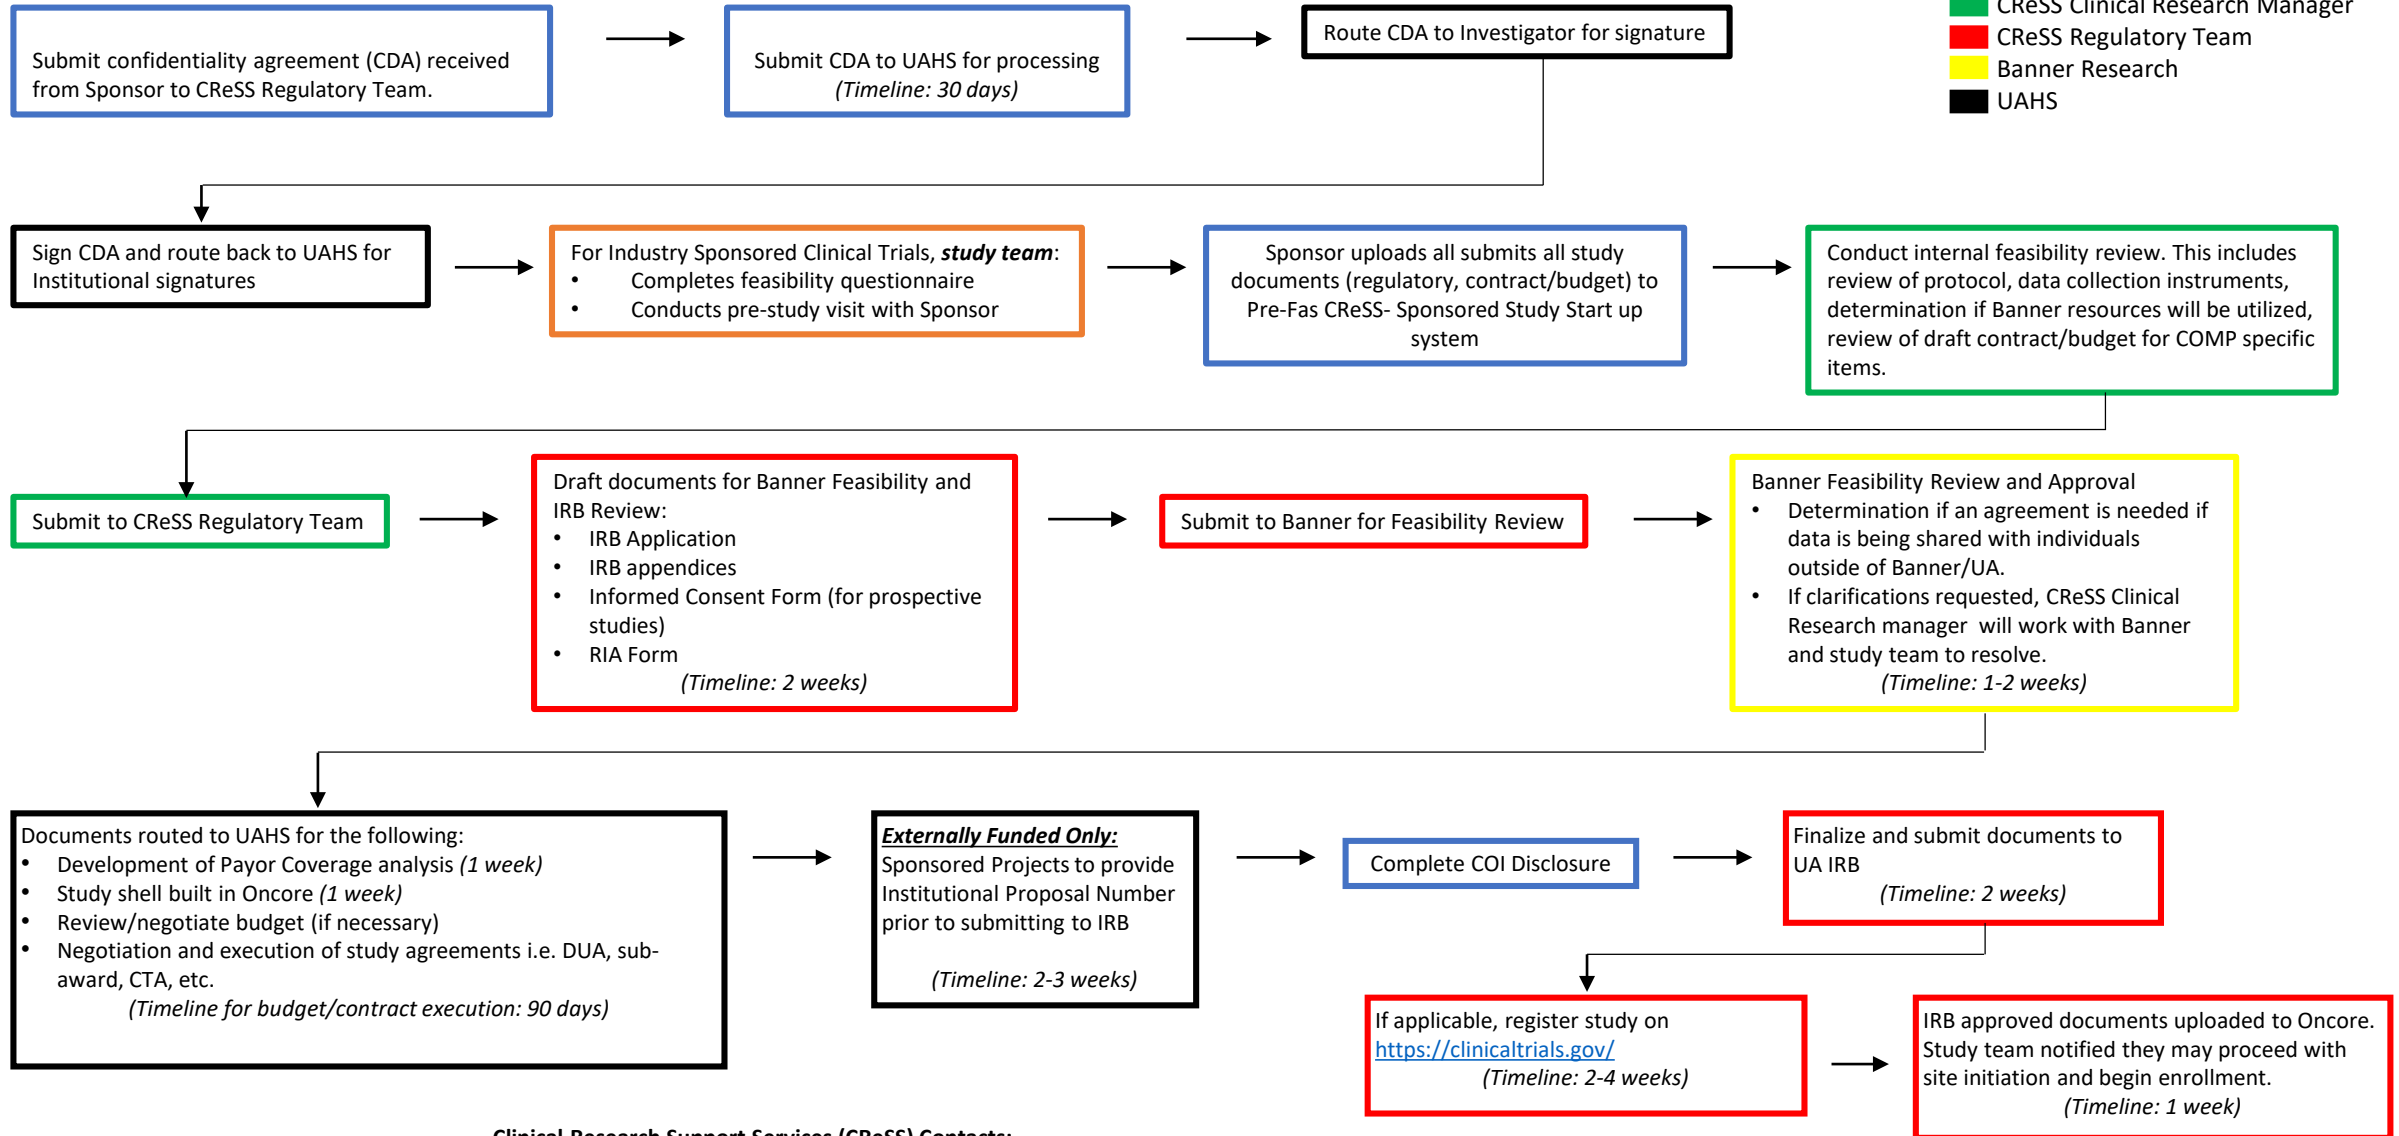 CReSS Clinical Research Manager
CReSS Regulatory Team
Banner Research
UAHS
Submit confidentiality agreement (CDA) received
from Sponsor to CReSS Regulatory Team.
Submit CDA to UAHS for processing
(Timeline: 30 days)
Route CDA to Investigator for signature
Sign CDA and route back to UAHS for
Institutional signatures
For Industry Sponsored Clinical Trials, study team:
• Completes feasibility questionnaire
• Conducts pre-study visit with Sponsor
Sponsor uploads all submits all study
documents (regulatory, contract/budget) to
Pre-Fas CReSS- Sponsored Study Start up
system
Conduct internal feasibility review. This includes
review of protocol, data collection instruments,
determination if Banner resources will be utilized,
review of draft contract/budget for COMP specific
items.
Submit to CReSS Regulatory Team
Draft documents for Banner Feasibility and
IRB Review:
• IRB Application
• IRB appendices
• Informed Consent Form (for prospective
studies)
• RIA Form
(Timeline: 2 weeks)
Submit to Banner for Feasibility Review
Banner Feasibility Review and Approval
• Determination if an agreement is needed if
data is being shared with individuals
outside of Banner/UA.
• If clarifications requested, CReSS Clinical
Research manager will work with Banner
and study team to resolve.
(Timeline: 1-2 weeks)
Documents routed to UAHS for the following:
• Development of Payor Coverage analysis (1 week)
• Study shell built in Oncore (1 week)
• Review/negotiate budget (if necessary)
• Negotiation and execution of study agreements i.e. DUA, sub-
award, CTA, etc.
(Timeline for budget/contract execution: 90 days)
Externally Funded Only:
Sponsored Projects to provide
Institutional Proposal Number
prior to submitting to IRB
(Timeline: 2-3 weeks)
Complete COI Disclosure
Finalize and submit documents to
UA IRB
(Timeline: 2 weeks)
If applicable, register study on
https://clinicaltrials.gov/
(Timeline: 2-4 weeks)
IRB approved documents uploaded to Oncore.
Study team notified they may proceed with
site initiation and begin enrollment.
(Timeline: 1 week)
Clinical Research Support Services (CReSS) Contacts: